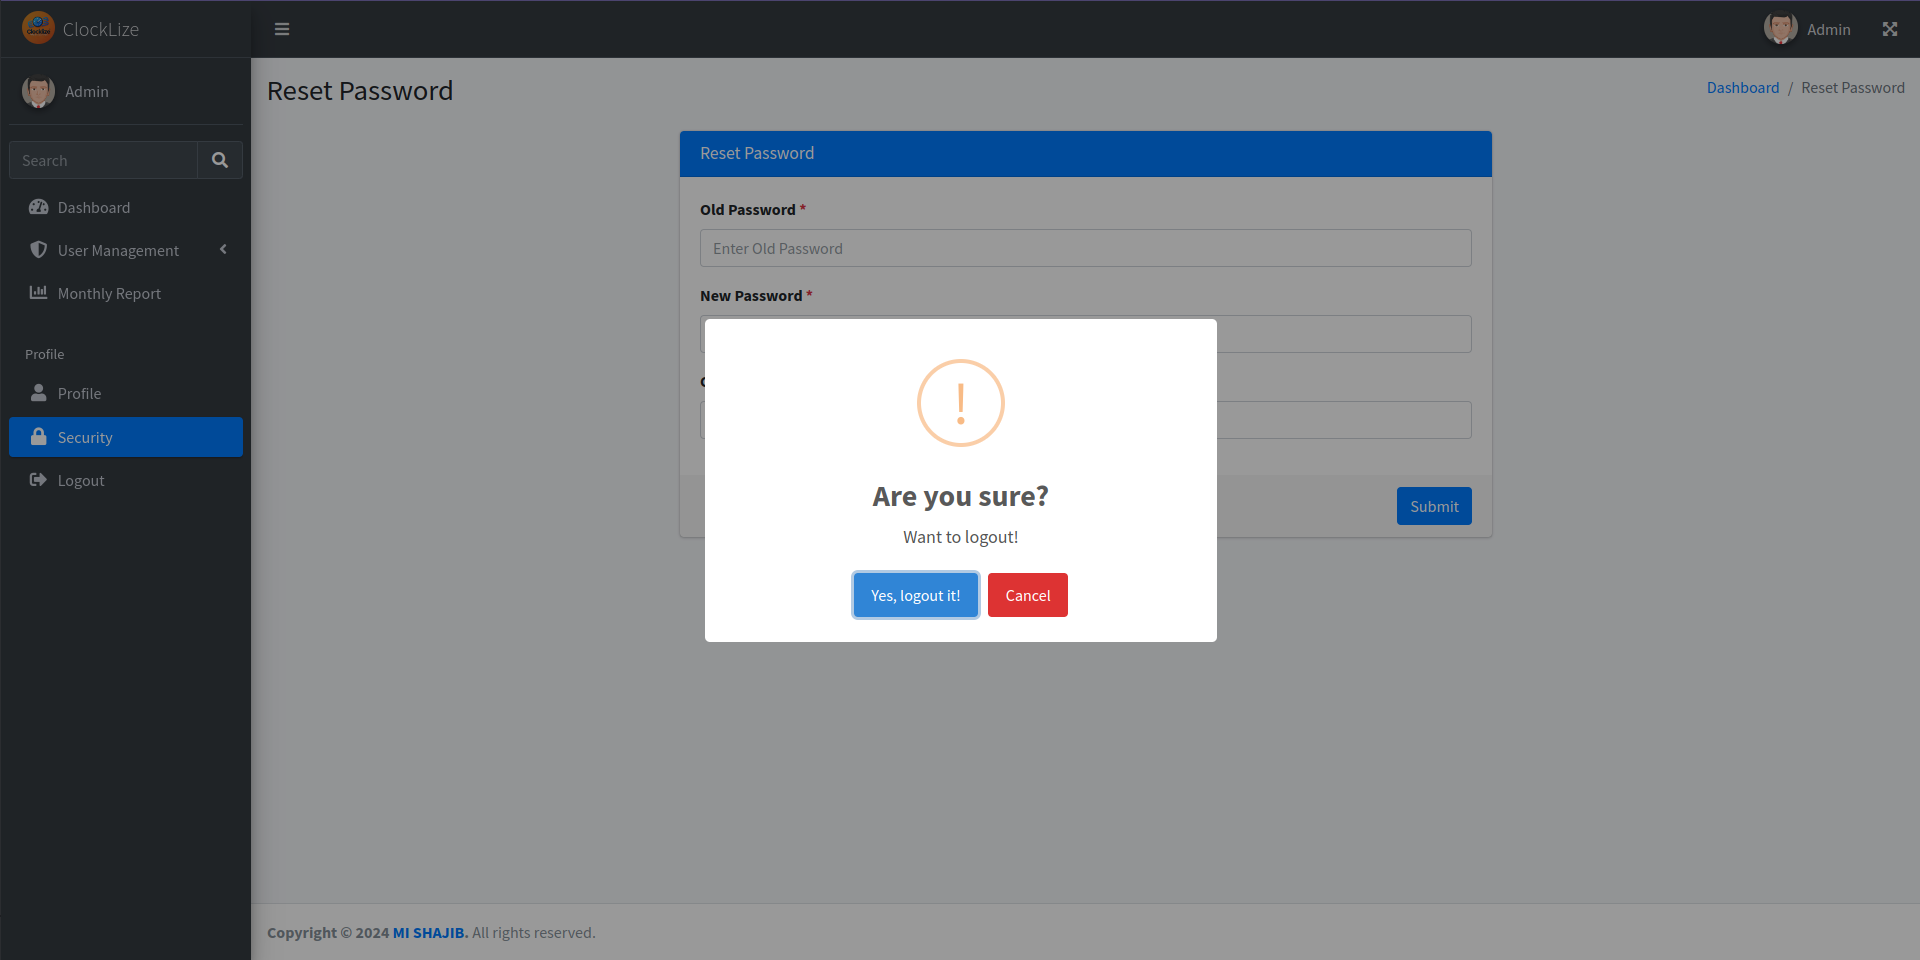 ClockLize
Admin
Admin
Search
Dashboard
User Management
Monthly Report
Profile
Profile
Security
Logout
Reset Password
Dashboard / Reset Password
Reset Password
Old Password *
Enter Old Password
New Password *
Are you sure?
Want to logout!
Yes, logout it!
Cancel
Submit
Copyright © 2024 MI SHAJIB. All rights reserved.